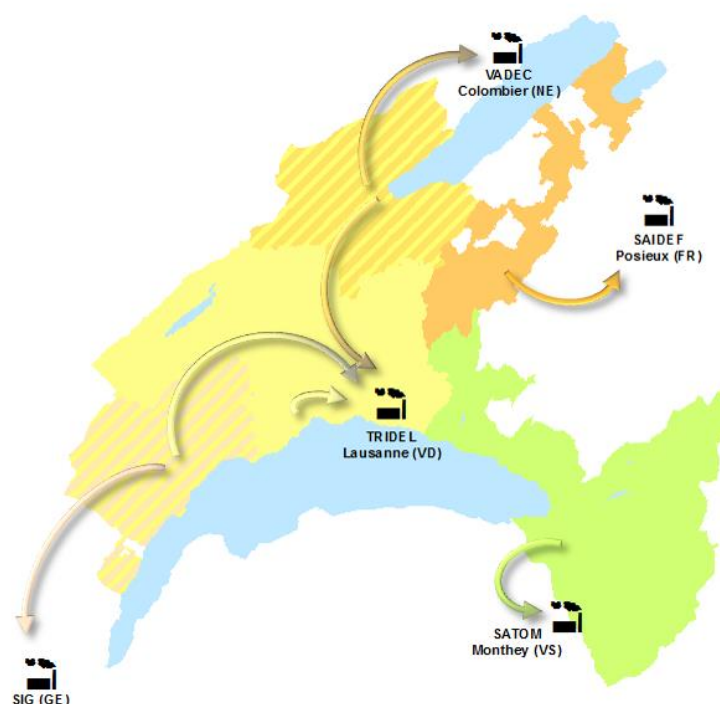 VADEC
Colombier (NE)
SAIDEF
Posieux (FR)
TRIDEL
Lausanne (VD)
SATOM
Monthey (VS)
SIG (GE)